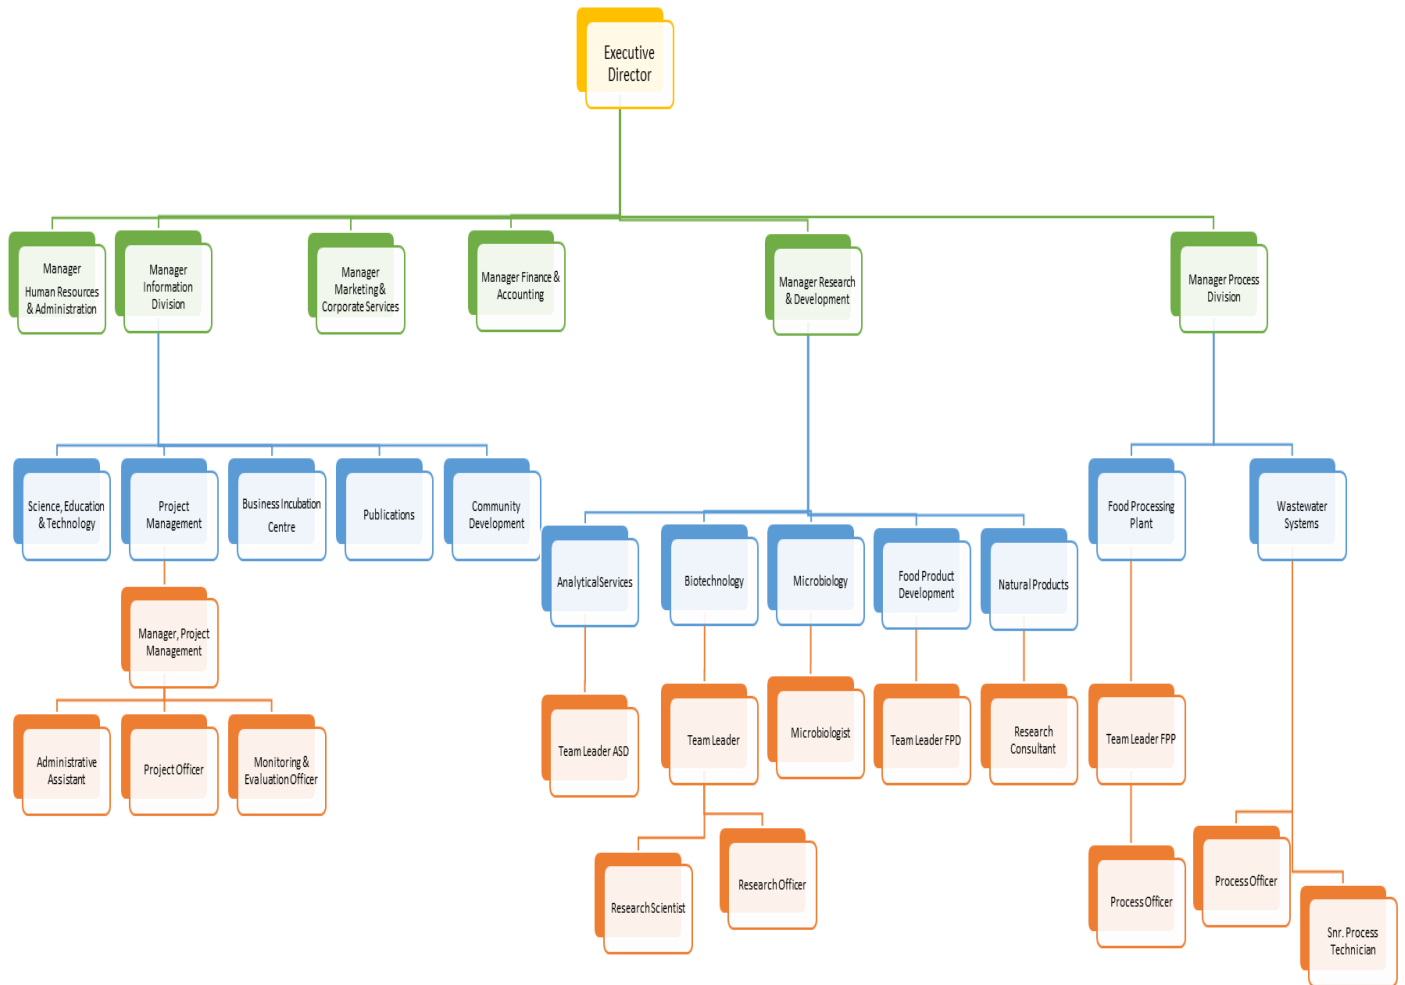 Executive
Director
Manager
Human Resources
& Administration
Manager
Information
Division
Manager
Marketing &
Corporate Services
Manager Finance &
Accounting
Manager Research
& Development
Manager Process
Division
Science, Education
& Technology
Project
Management
Business Incubation
Centre
Publications
Community
Development
Analytical Services
Biotechnology
Microbiology
Food Product
Development
Natural Products
Food Processing
Plant
Wastewater
Systems
Manager, Project
Management
Administrative
Assistant
Project Officer
Monitoring &
Evaluation Officer
Team Leader ASD
Team Leader
Microbiologist
Team Leader FPD
Research
Consultant
Team Leader FPP
Research Scientist
Research Officer
Process Officer
Process Officer
Snr. Process
Technician